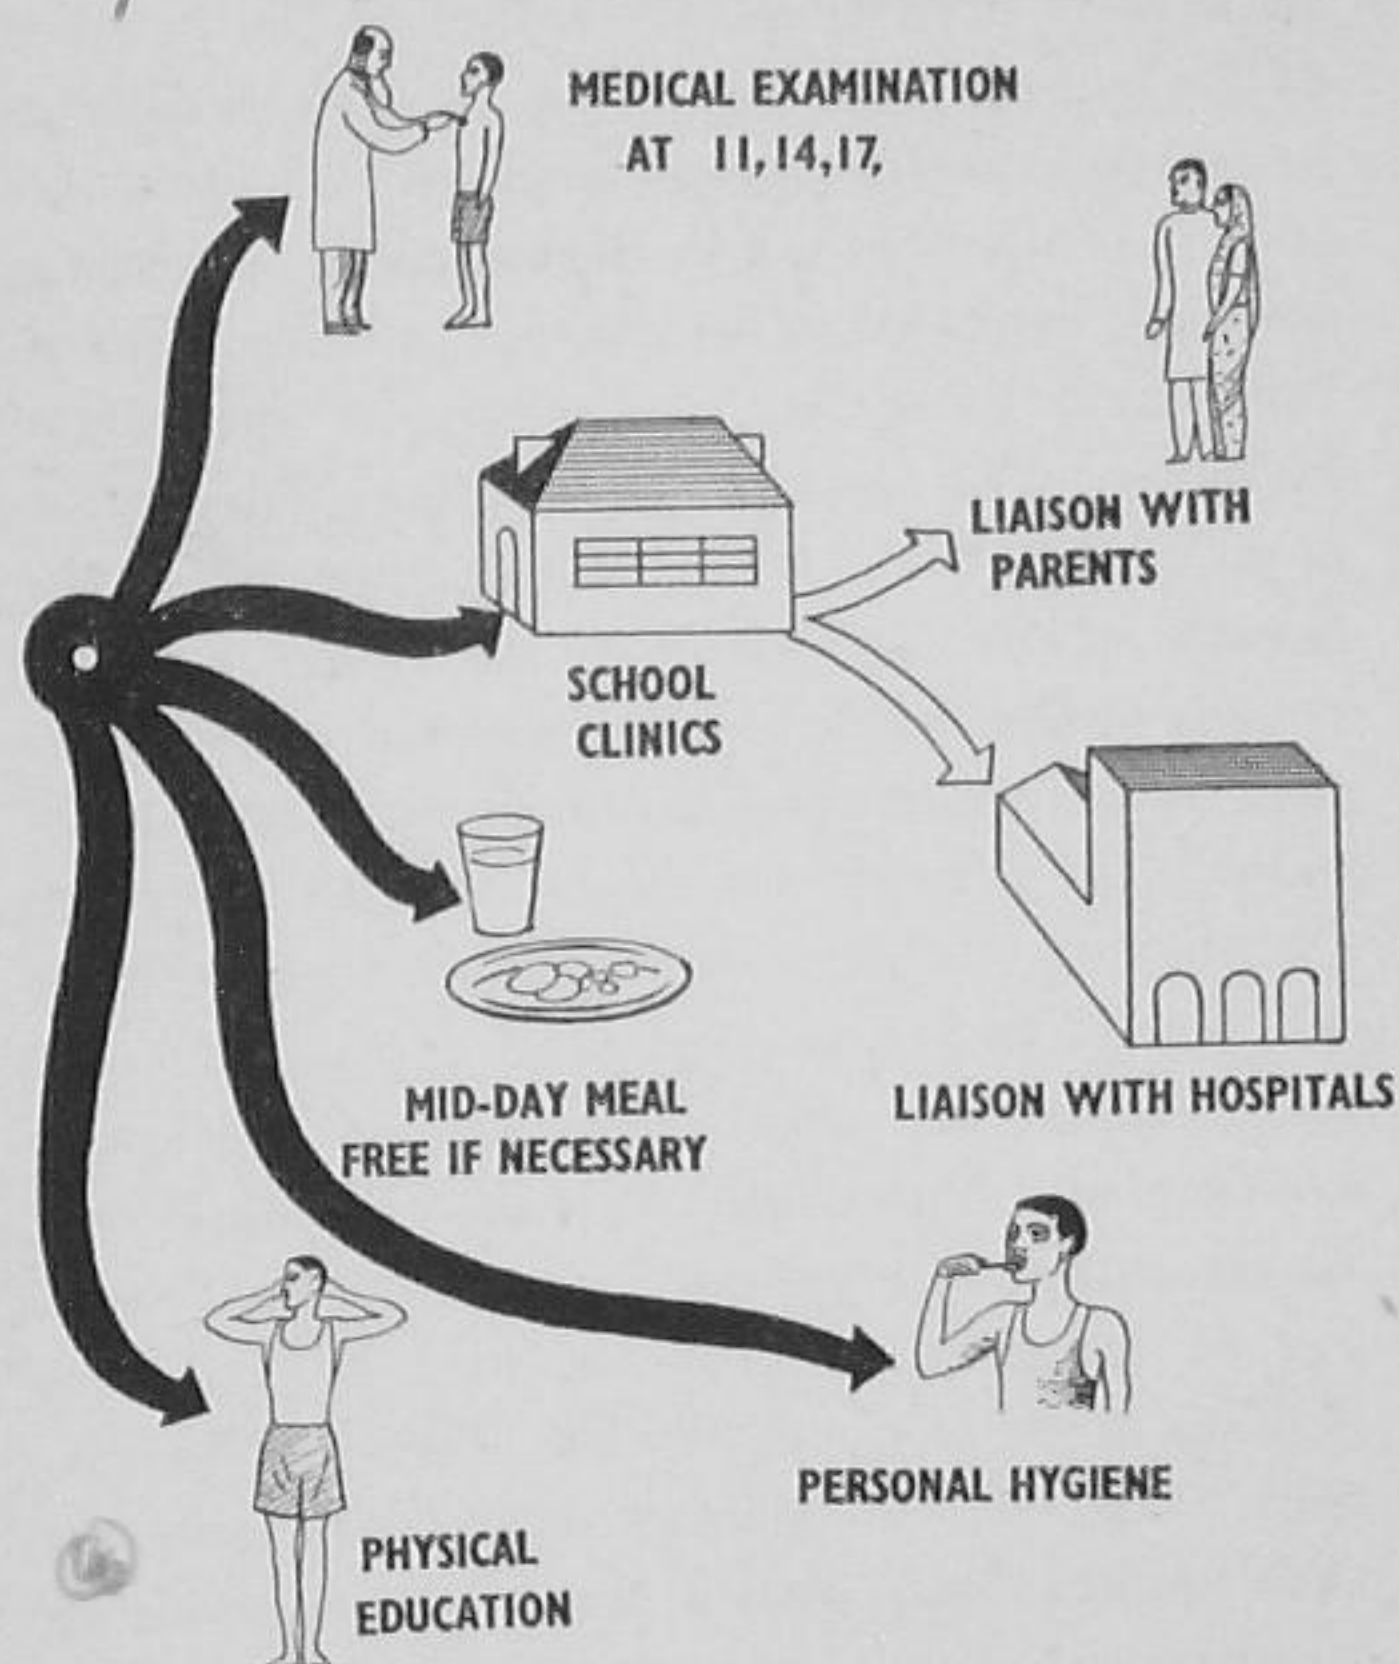 MEDICAL EXAMINATION
AT 11, 14, 17,
LIAISON WITH
PARENTS
SCHOOL
CLINICS
MID-DAY MEAL
FREE IF NECESSARY
LIAISON WITH HOSPITALS
PERSONAL HYGIENE
PHYSICAL
EDUCATION